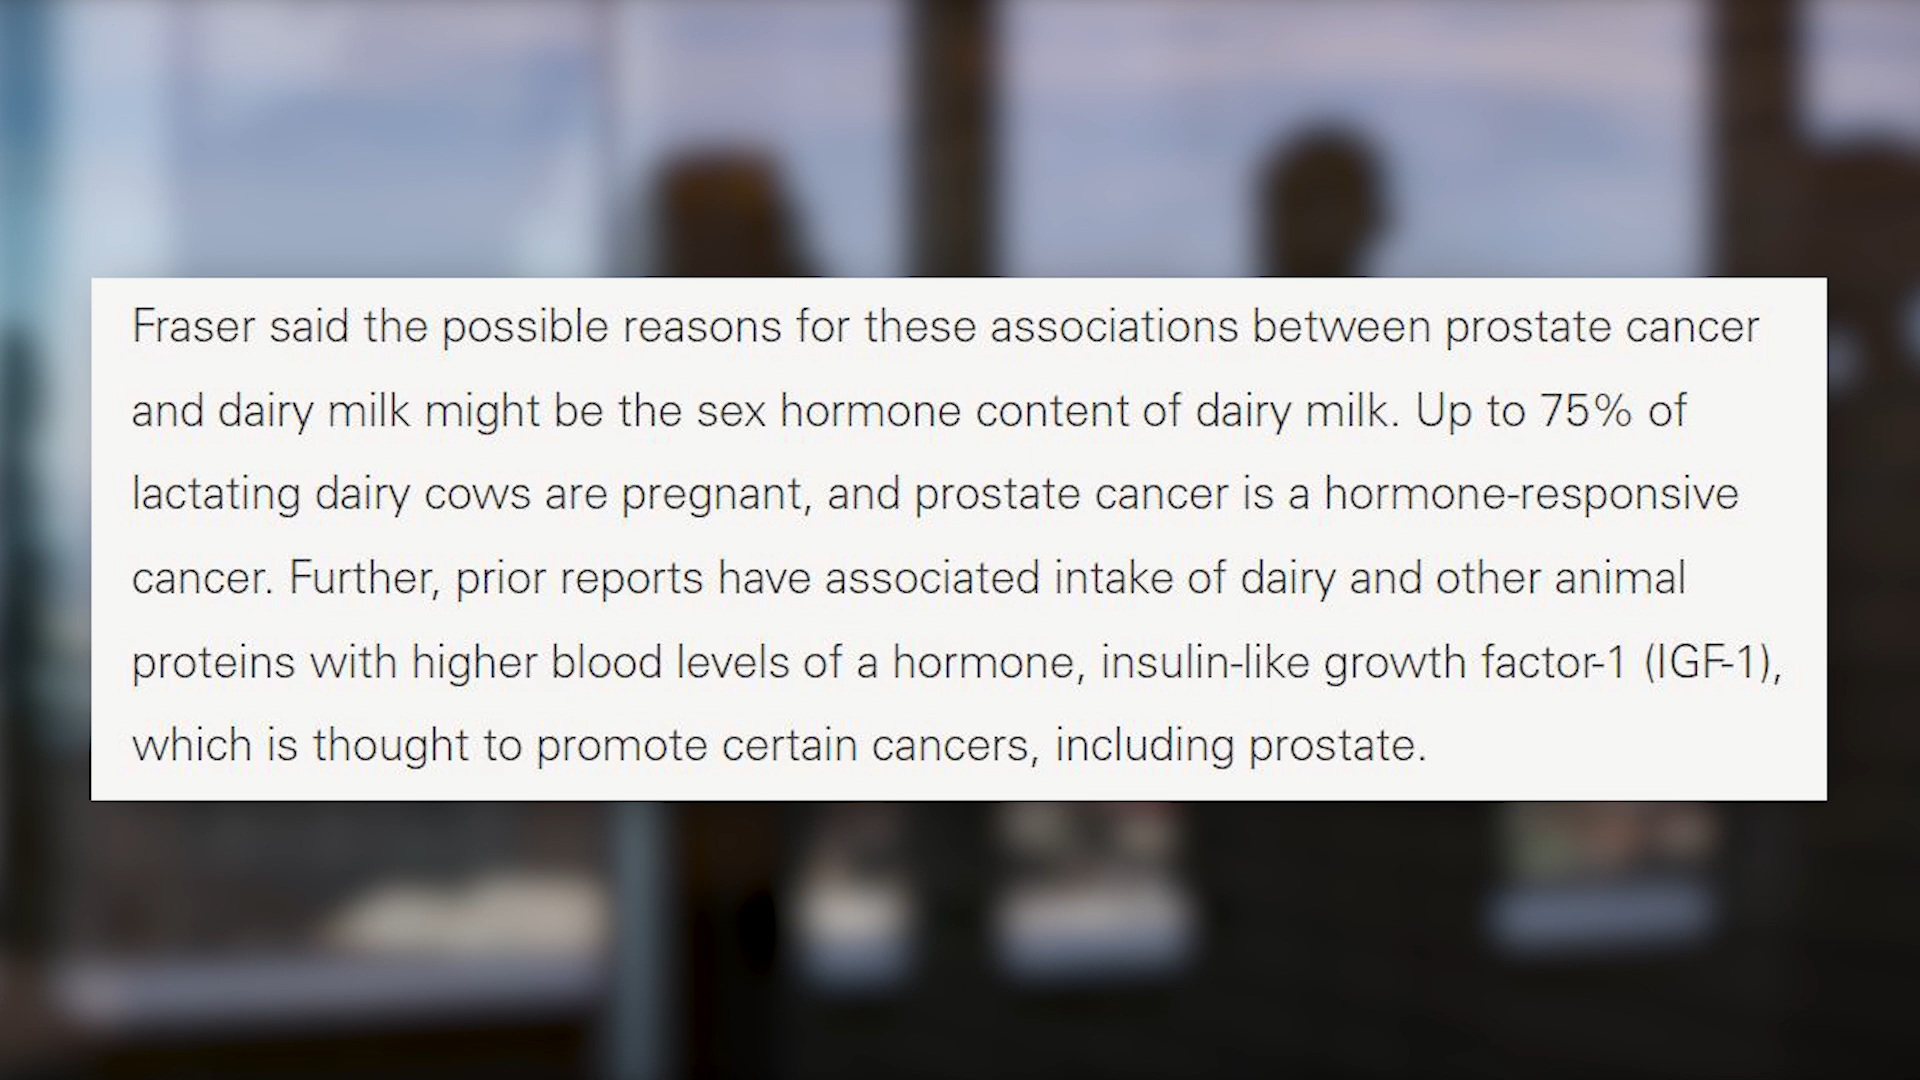 Fraser said the possible reasons for these associations between prostate cancer
and dairy milk might be the sex hormone content of dairy milk. Up to 75% of
lactating dairy cows are pregnant, and prostate cancer is a hormone-responsive
cancer. Further, prior reports have associated intake of dairy and other animal
proteins with higher blood levels of a hormone, insulin-like growth factor-1 (IGF-1),
which is thought to promote certain cancers, including prostate.